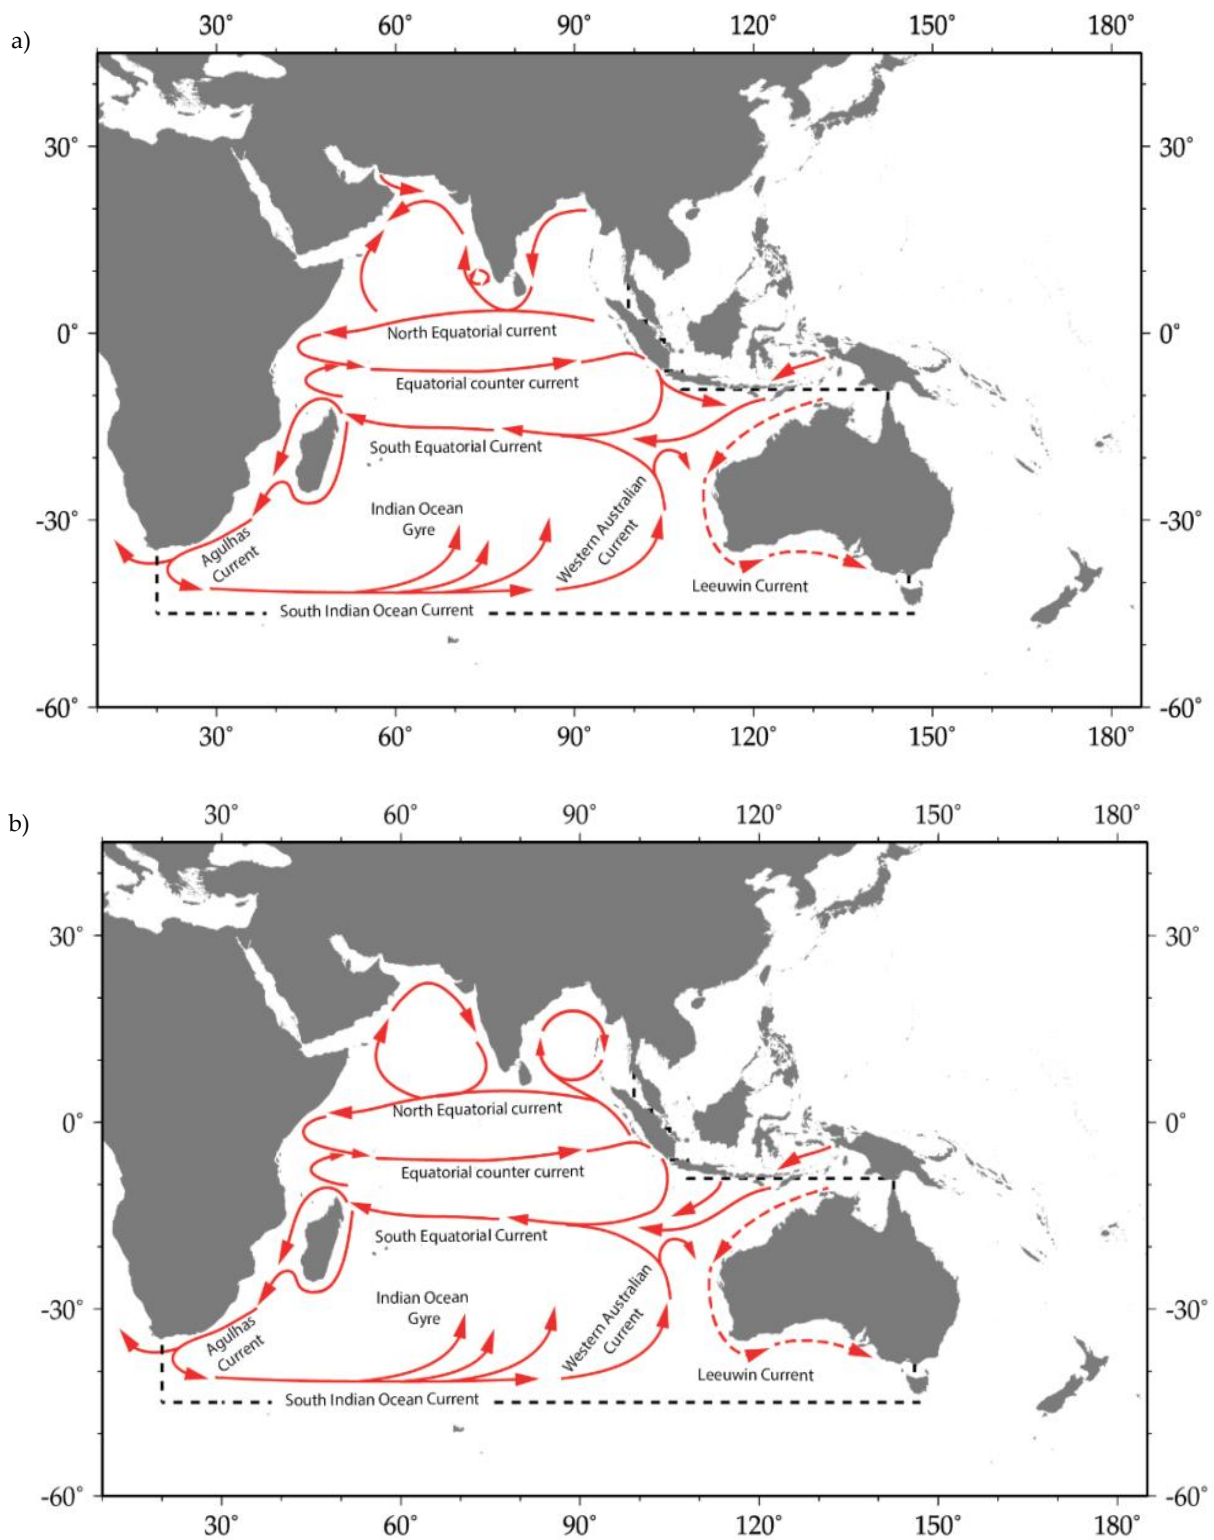 a)
30° 60° 90° 120° 150° 180°
30° 30°
North Equatorial current
0° 0°
Equatorial counter current
South Equatorial Current
Indian Ocean
Gyre
Western Australian
Current
-30° -30°
Agulhas
Current
Leeuwin Current
South Indian Ocean Current
-60° -60°
30° 60° 90° 120° 150° 180°
b)
30° 60° 90° 120° 150° 180°
30° 30°
North Equatorial current
0° 0°
Equatorial counter current
South Equatorial Current
Indian Ocean
Gyre
Western Australian
Current
-30° -30°
Agulhas
Current
Leeuwin Current
South Indian Ocean Current
-60° -60°
30° 60° 90° 120° 150° 180°